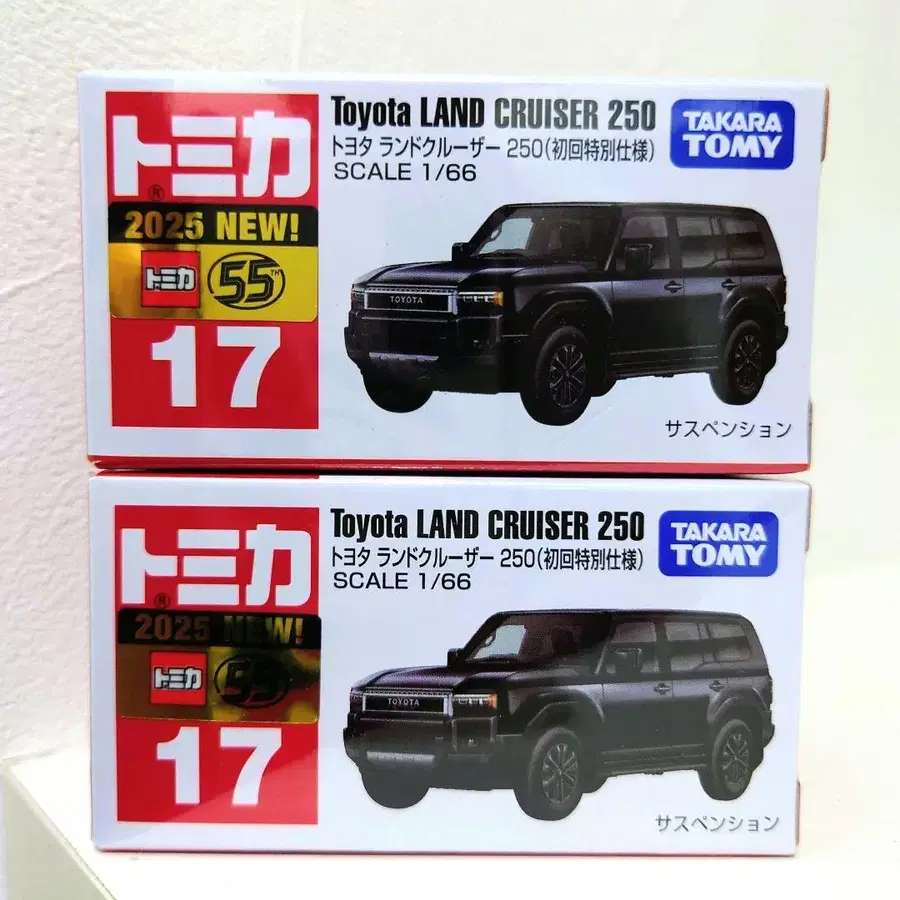 トミカ
®
2025 NEW!
トミカ
55TH
17
Toyota LAND CRUISER 250
トヨタ ランドクルーザー 250(初回特別仕様)
SCALE 1/66
TAKARA
TOMY
TOYOTA
サスペンション
トミカ
®
2025 NEW!
トミカ
55
17
Toyota LAND CRUISER 250
トヨタ ランドクルーザー 250(初回特別仕様)
SCALE 1/66
TAKARA
TOMY
TOYOTA
サスペンション